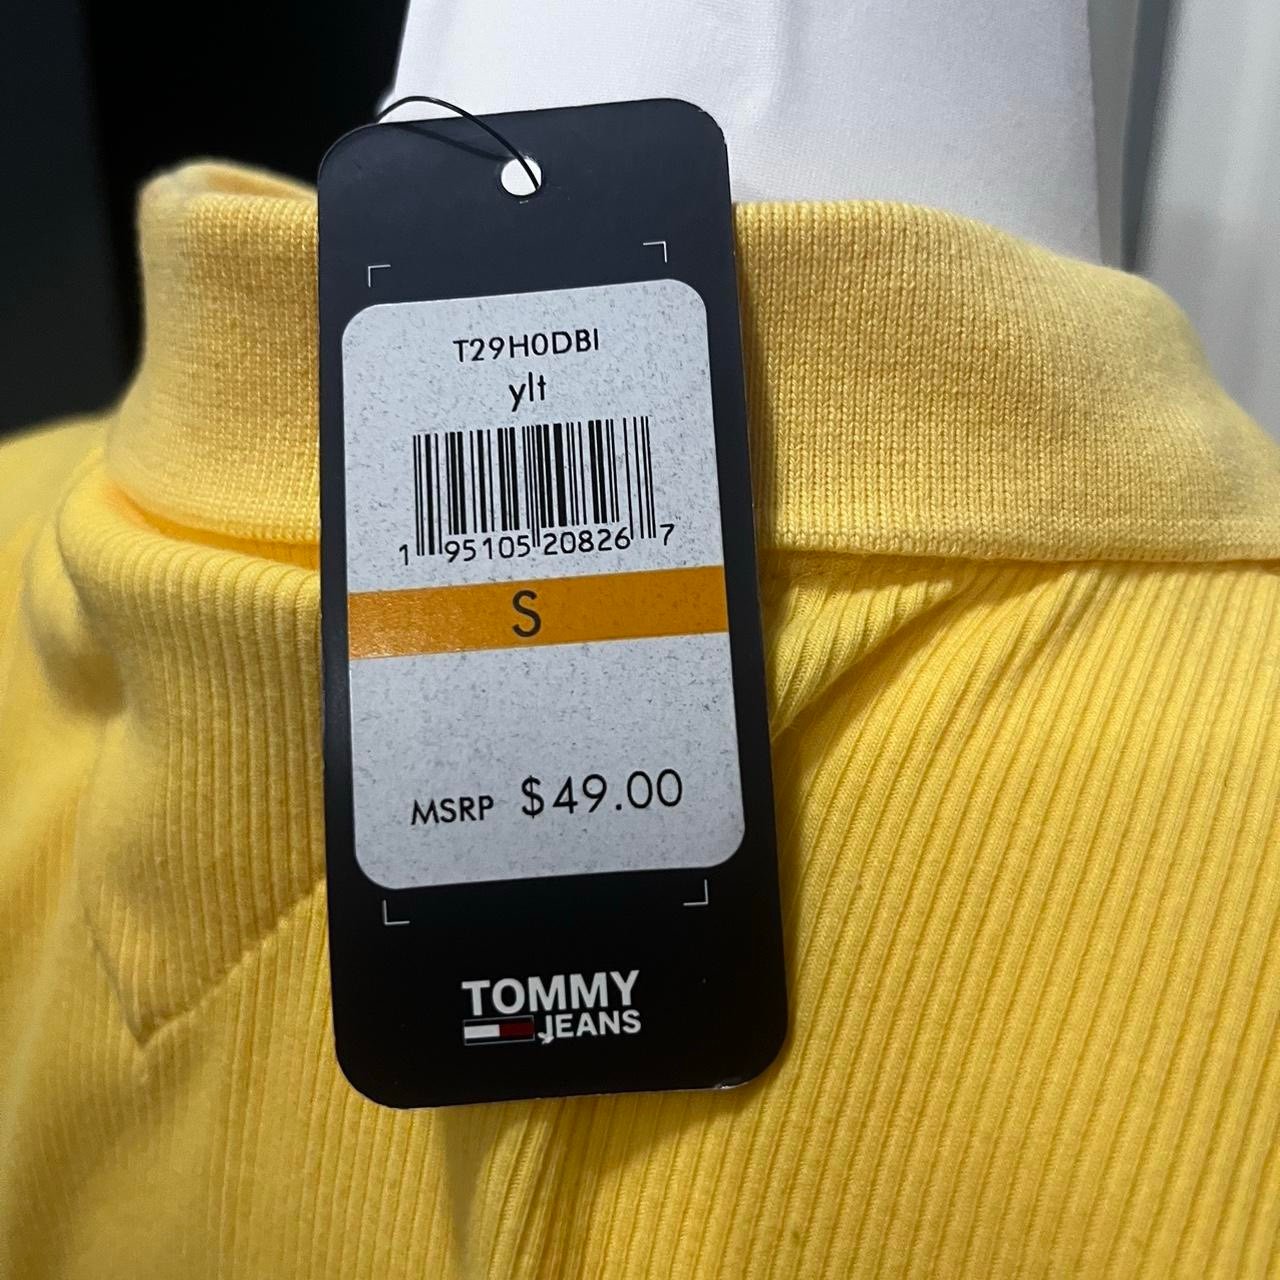 T29H0DBI
ylt
1 95105 20826 7
S
MSRP $49.00
TOMMY
JEANS